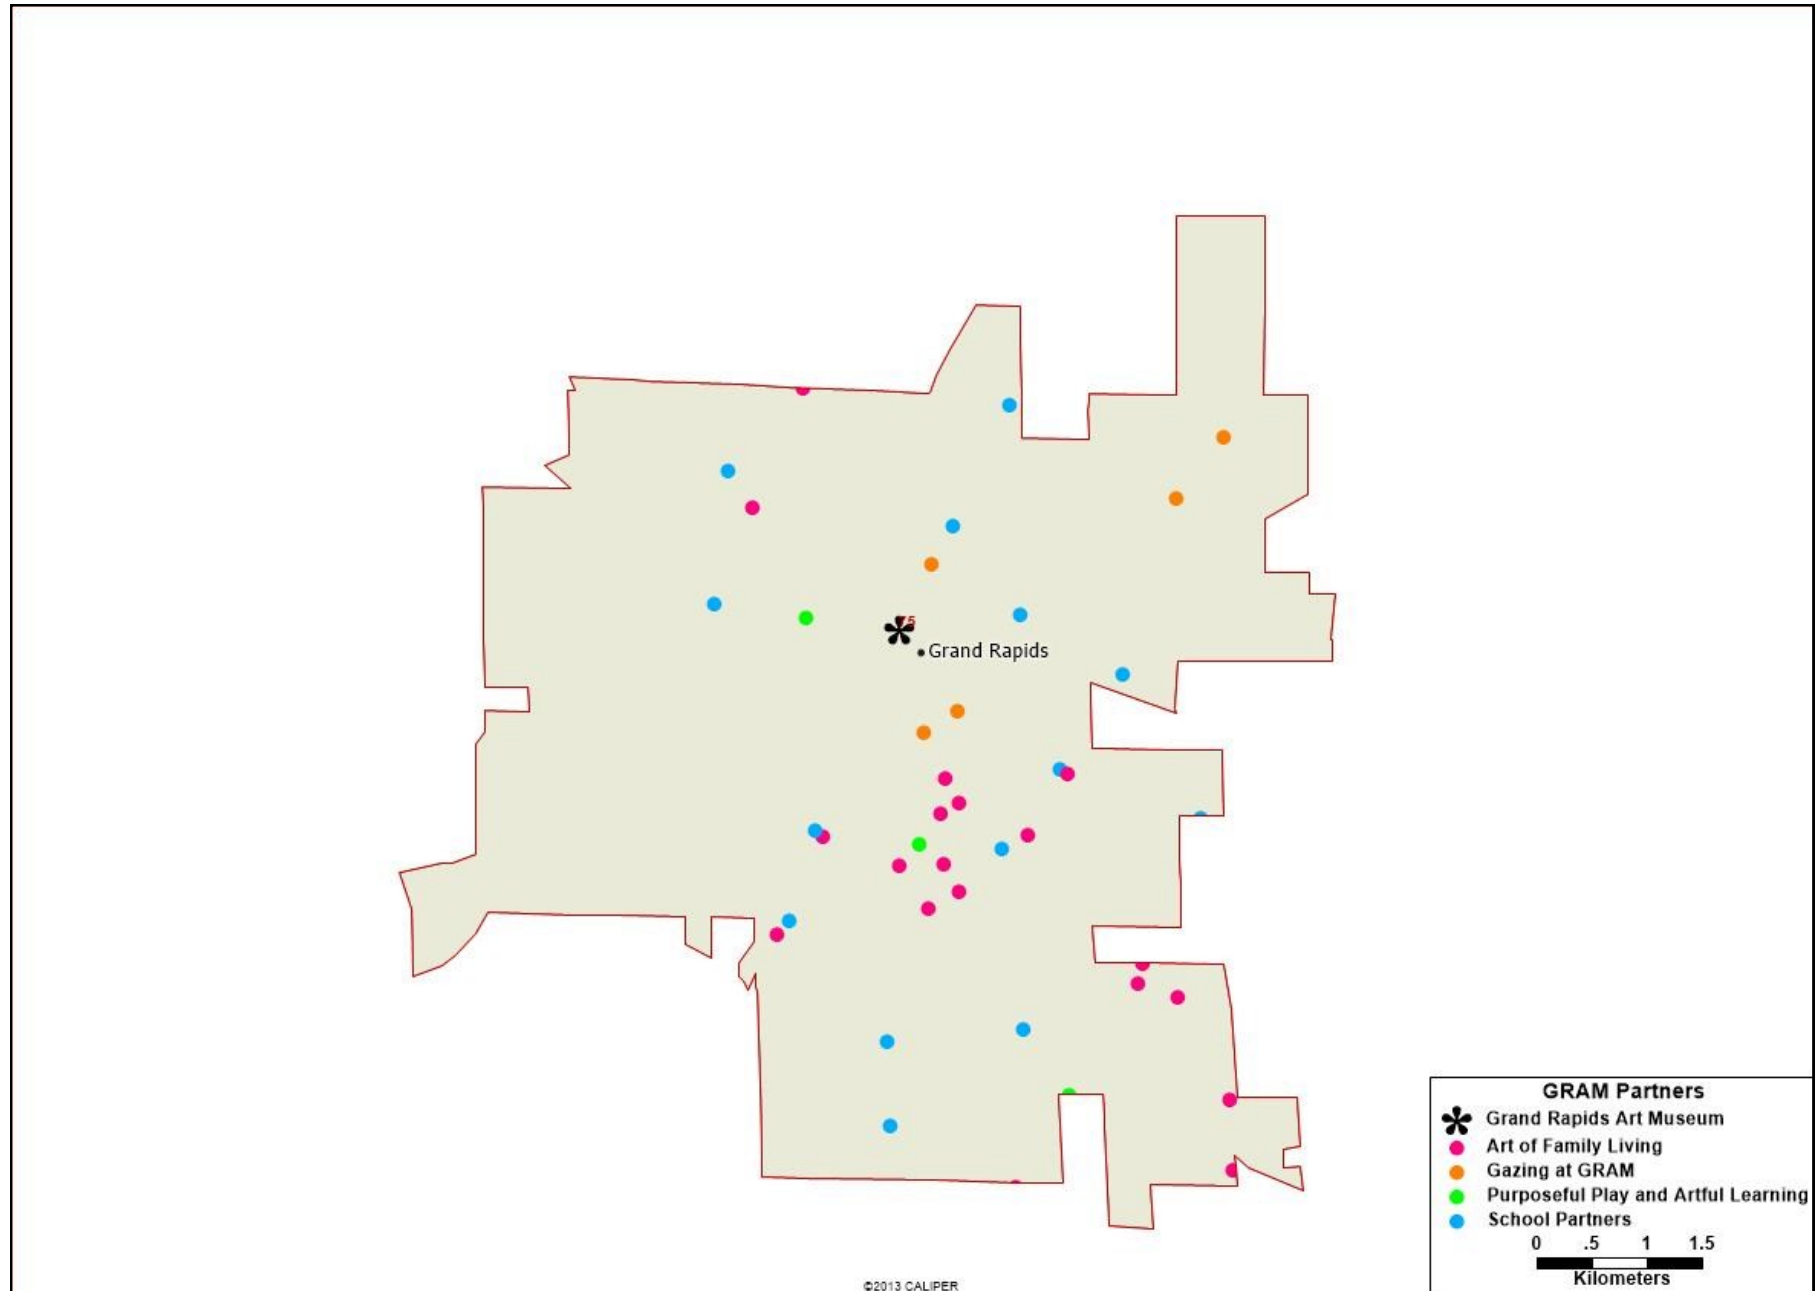 75
Grand Rapids
GRAM Partners
Grand Rapids Art Museum
Art of Family Living
Gazing at GRAM
Purposeful Play and Artful Learning
School Partners
0 .5 1 1.5
Kilometers
©2013 CALIPER